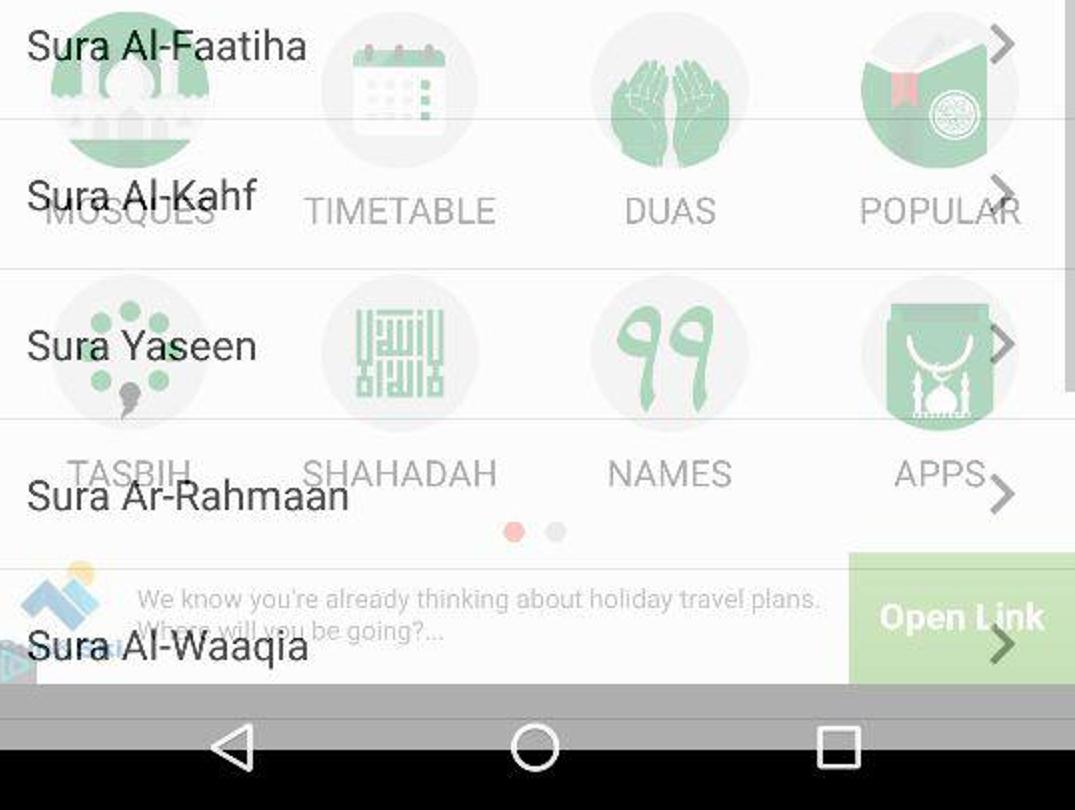 Sura Al-Faatiha
Sura Al-Kahf
MOSQUES TIMETABLE DUAS POPULAR
Sura Yaseen
99
TASBIH SHAHADAH NAMES APPS
Sura Ar-Rahmaan
We know you're already thinking about holiday travel plans.
Where will you be going?...
Open Link
Sura Al-Waaqia